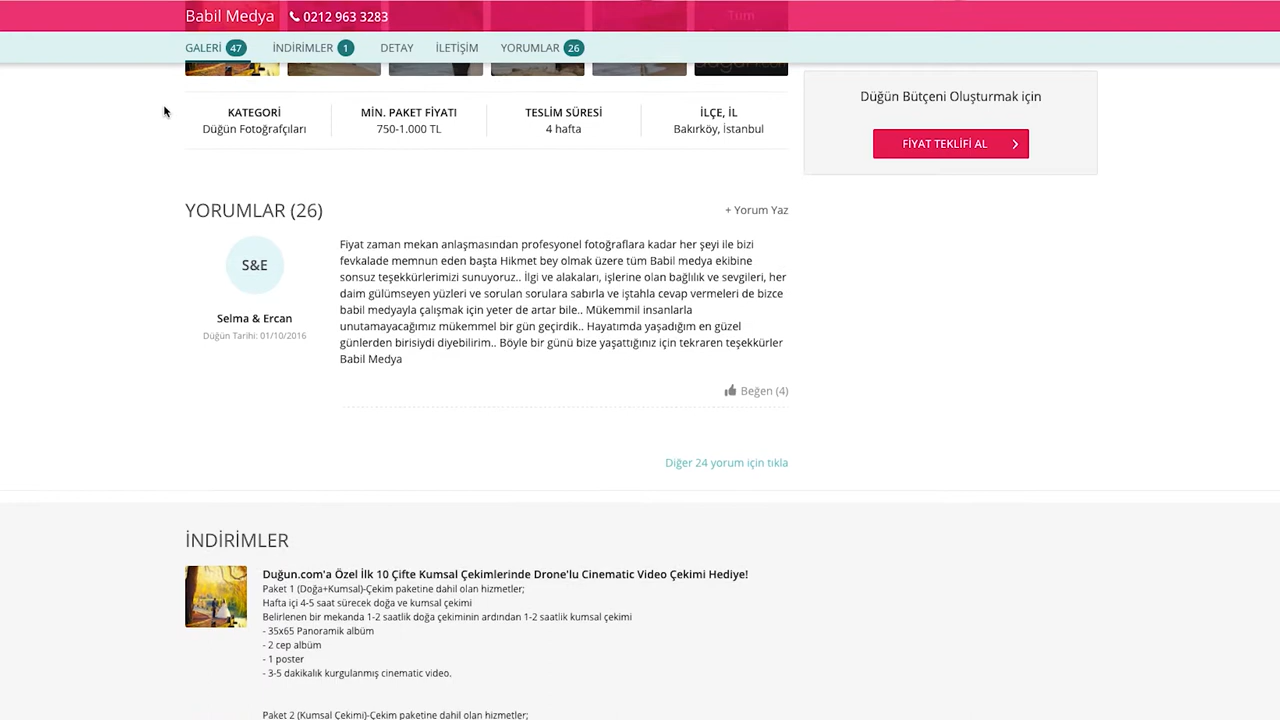 Babil Medya 0212 963 3283
Tüm
GALERİ 47 İNDİRİMLER 1 DETAY İLETİŞİM YORUMLAR 26
KATEGORİ
Düğün Fotoğrafçıları
MİN. PAKET FİYATI
750-1.000 TL
TESLİM SÜRESİ
4 hafta
İLÇE, İL
Bakırköy, İstanbul
Düğün Bütçeni Oluşturmak için
FİYAT TEKLİFİ AL
YORUMLAR (26)
+ Yorum Yaz
S&E
Selma & Ercan
Düğün Tarihi: 01/10/2016
Fiyat zaman mekan anlaşmasından profesyonel fotoğraflara kadar her şeyi ile bizi
fevkalade memnun eden başta Hikmet bey olmak üzere tüm Babil medya ekibine
sonsuz teşekkürlerimizi sunuyoruz.. İlgi ve alakaları, işlerine olan bağlılık ve sevgileri, her
daim gülümseyen yüzleri ve sorulan sorulara sabırla ve iştahla cevap vermeleri de bizce
babil medyayla çalışmak için yeter de artar bile.. Mükemmil insanlarla
unutamayacağımız mükemmel bir gün geçirdik.. Hayatımda yaşadığım en güzel
günlerden birisiydi diyebilirim.. Böyle bir günü bize yaşattığınız için tekraren teşekkürler
Babil Medya
Beğen (4)
Diğer 24 yorum için tıkla
İNDİRİMLER
Duğun.com'a Özel İlk 10 Çifte Kumsal Çekimlerinde Drone'lu Cinematic Video Çekimi Hediye!
Paket 1 (Doğa+Kumsal)-Çekim paketine dahil olan hizmetler;
Hafta içi 4-5 saat sürecek doğa ve kumsal çekimi
Belirlenen bir mekanda 1-2 saatlik doğa çekiminin ardından 1-2 saatlik kumsal çekimi
- 35x65 Panoramik albüm
- 2 cep albüm
- 1 poster
- 3-5 dakikalık kurgulanmış cinematic video.
Paket 2 (Kumsal Çekimi)-Çekim paketine dahil olan hizmetler;